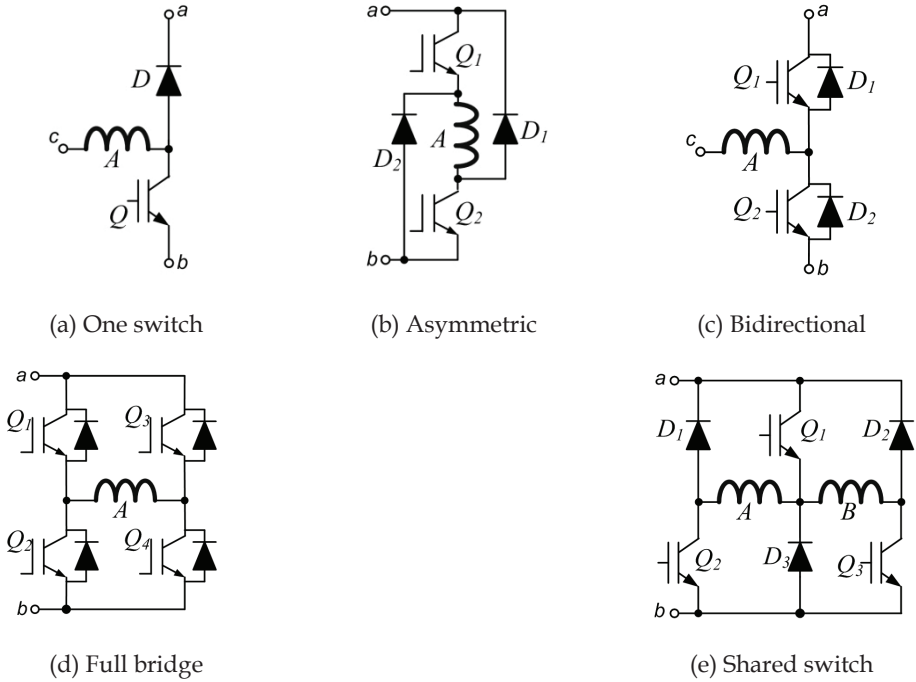 a
D
c
A
Q
b
(a) One switch
a
Q1
D2
A
D1
Q2
b
(b) Asymmetric
a
Q1
D1
c
A
Q2
D2
b
(c) Bidirectional
a
Q1
Q3
A
Q2
Q4
b
(d) Full bridge
a
D1
Q1
D2
A
B
Q2
D3
Q3
b
(e) Shared switch